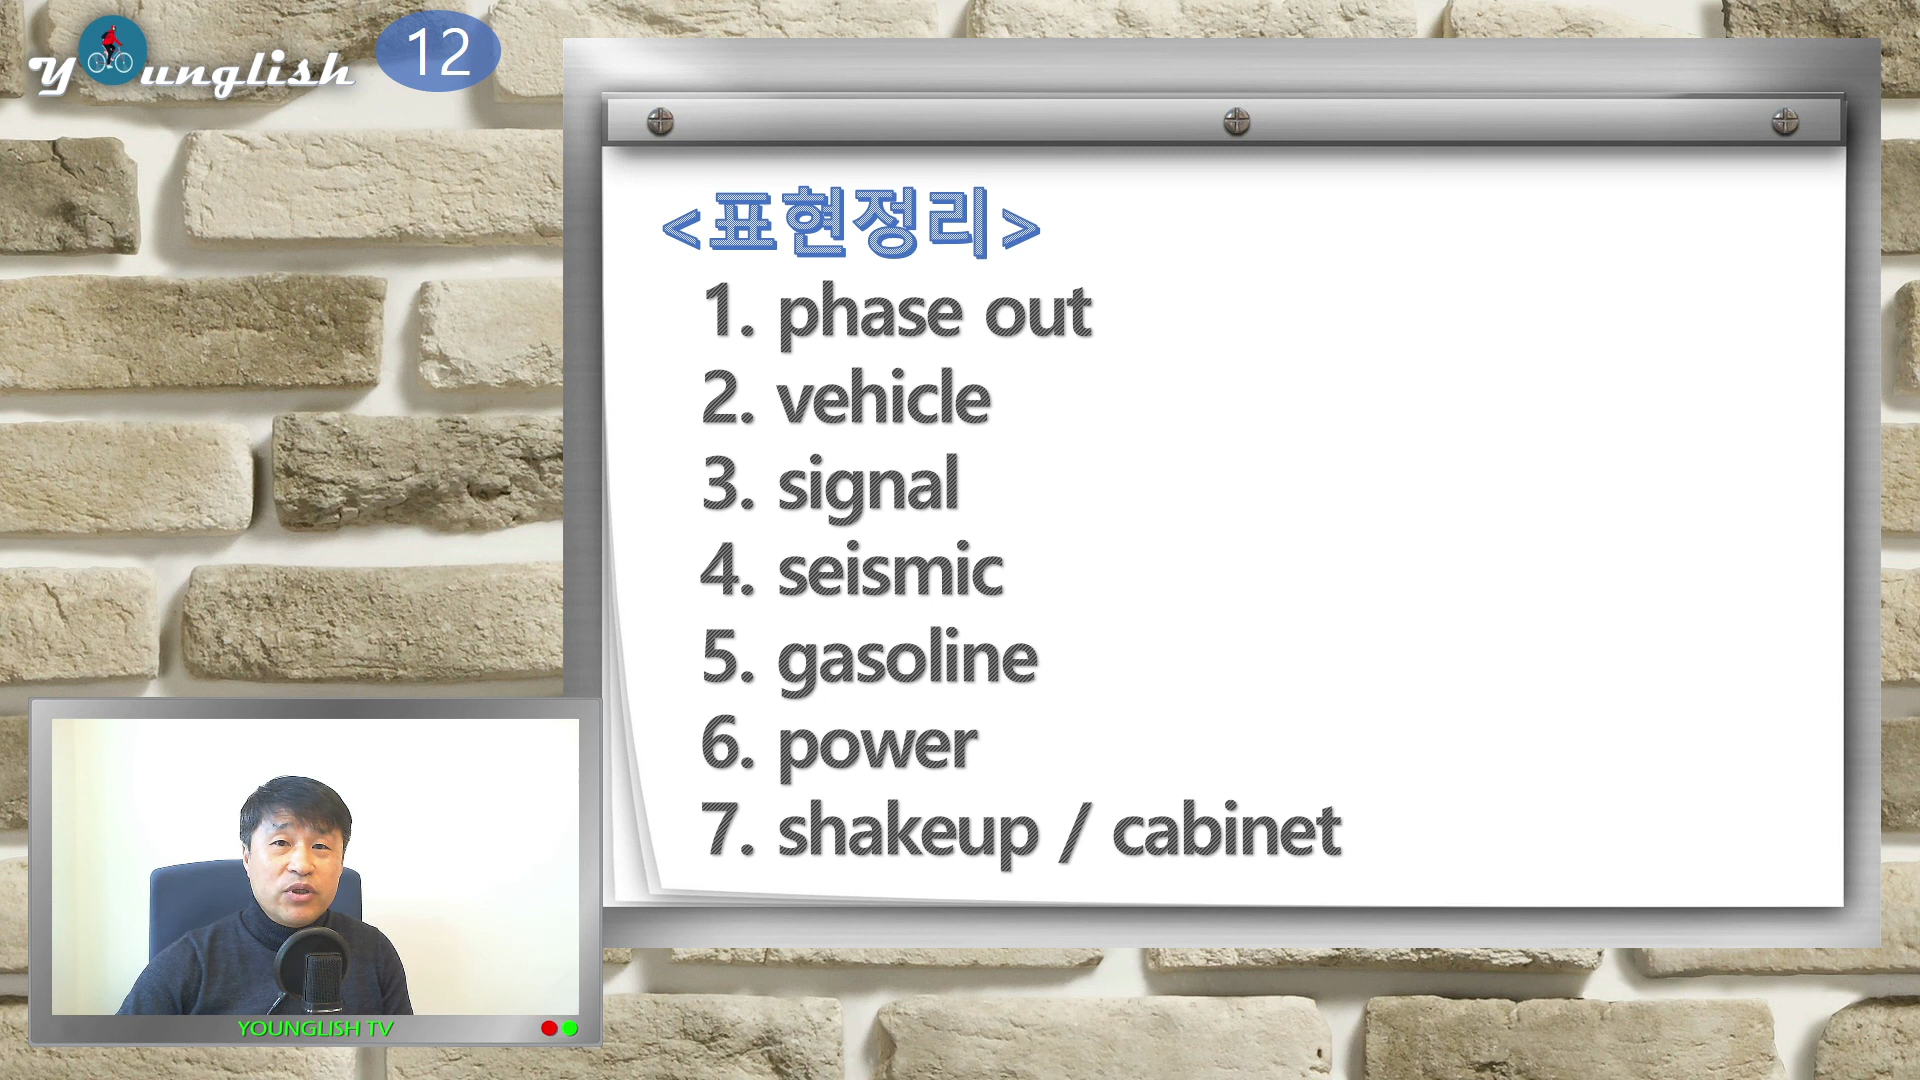 Younglish
12
<표현정리>
1. phase out
2. vehicle
3. signal
4. seismic
5. gasoline
6. power
7. shakeup / cabinet
YOUNGLISH TV